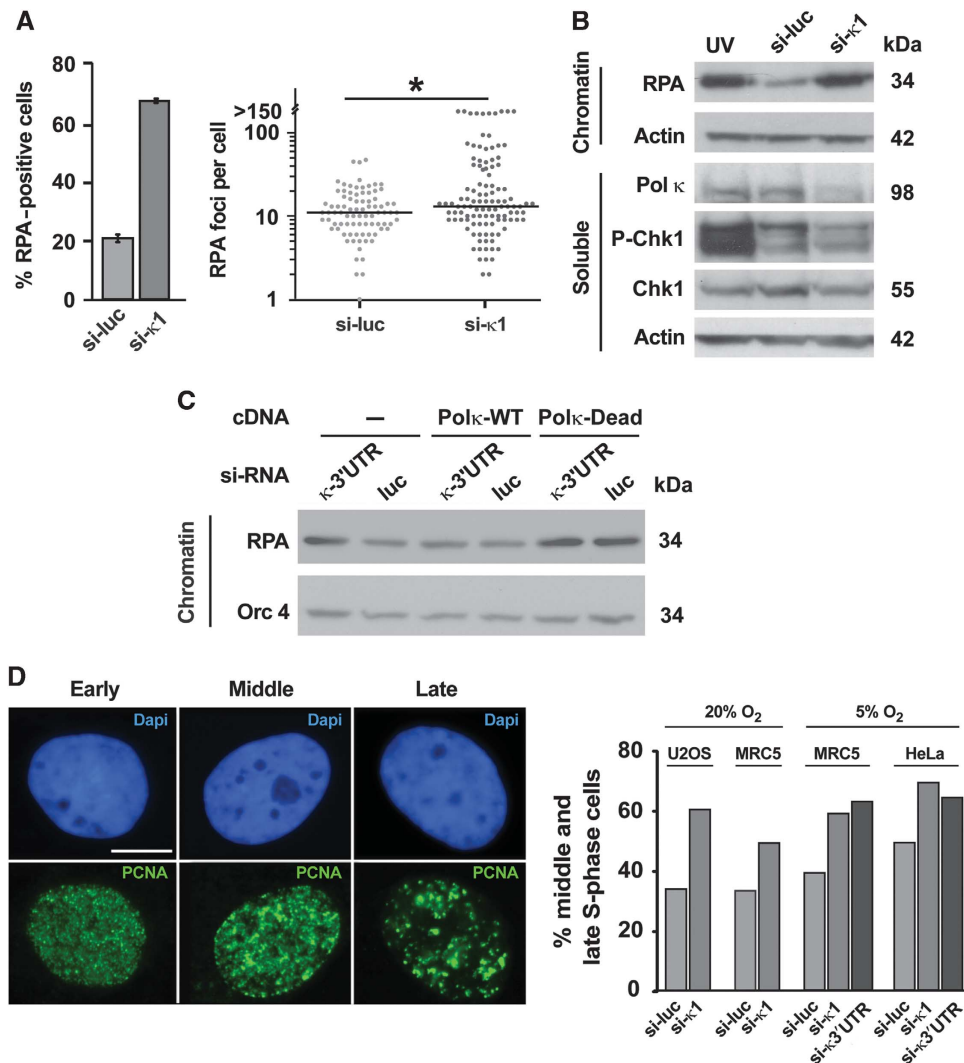 A
80
60
40
20
0
% RPA-positive cells
si-luc
si-κ1
>150
100
10
1
RPA foci per cell
*
si-luc
si-κ1
B
UV si-luc si-κ1 kDa
Chromatin
RPA 34
Actin 42
Soluble
Pol κ 98
P-Chk1
Chk1 55
Actin 42
C
cDNA – Polκ-WT Polκ-Dead
si-RNA κ-3'UTR luc κ-3'UTR luc κ-3'UTR luc kDa
Chromatin
RPA 34
Orc 4 34
D
Early Middle Late
Dapi Dapi Dapi
PCNA PCNA PCNA
20% O2 5% O2
U2OS MRC5 MRC5 HeLa
80
60
40
20
0
% middle and
late S-phase cells
si-luc si-κ1 si-luc si-κ1 si-luc si-κ1 si-κ3'UTR si-luc si-κ1 si-κ3'UTR